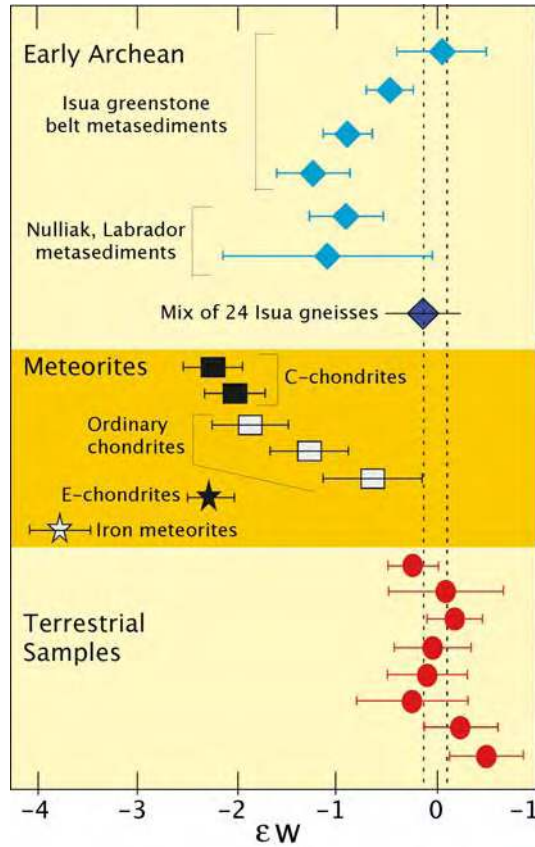 Early Archean
Isua greenstone
belt metasediments
Nulliak, Labrador
metasediments
Mix of 24 Isua gneisses
Meteorites
C-chondrites
Ordinary
chondrites
E-chondrites
Iron meteorites
Terrestrial
Samples
-4 -3 -2 -1 0 -1
εW